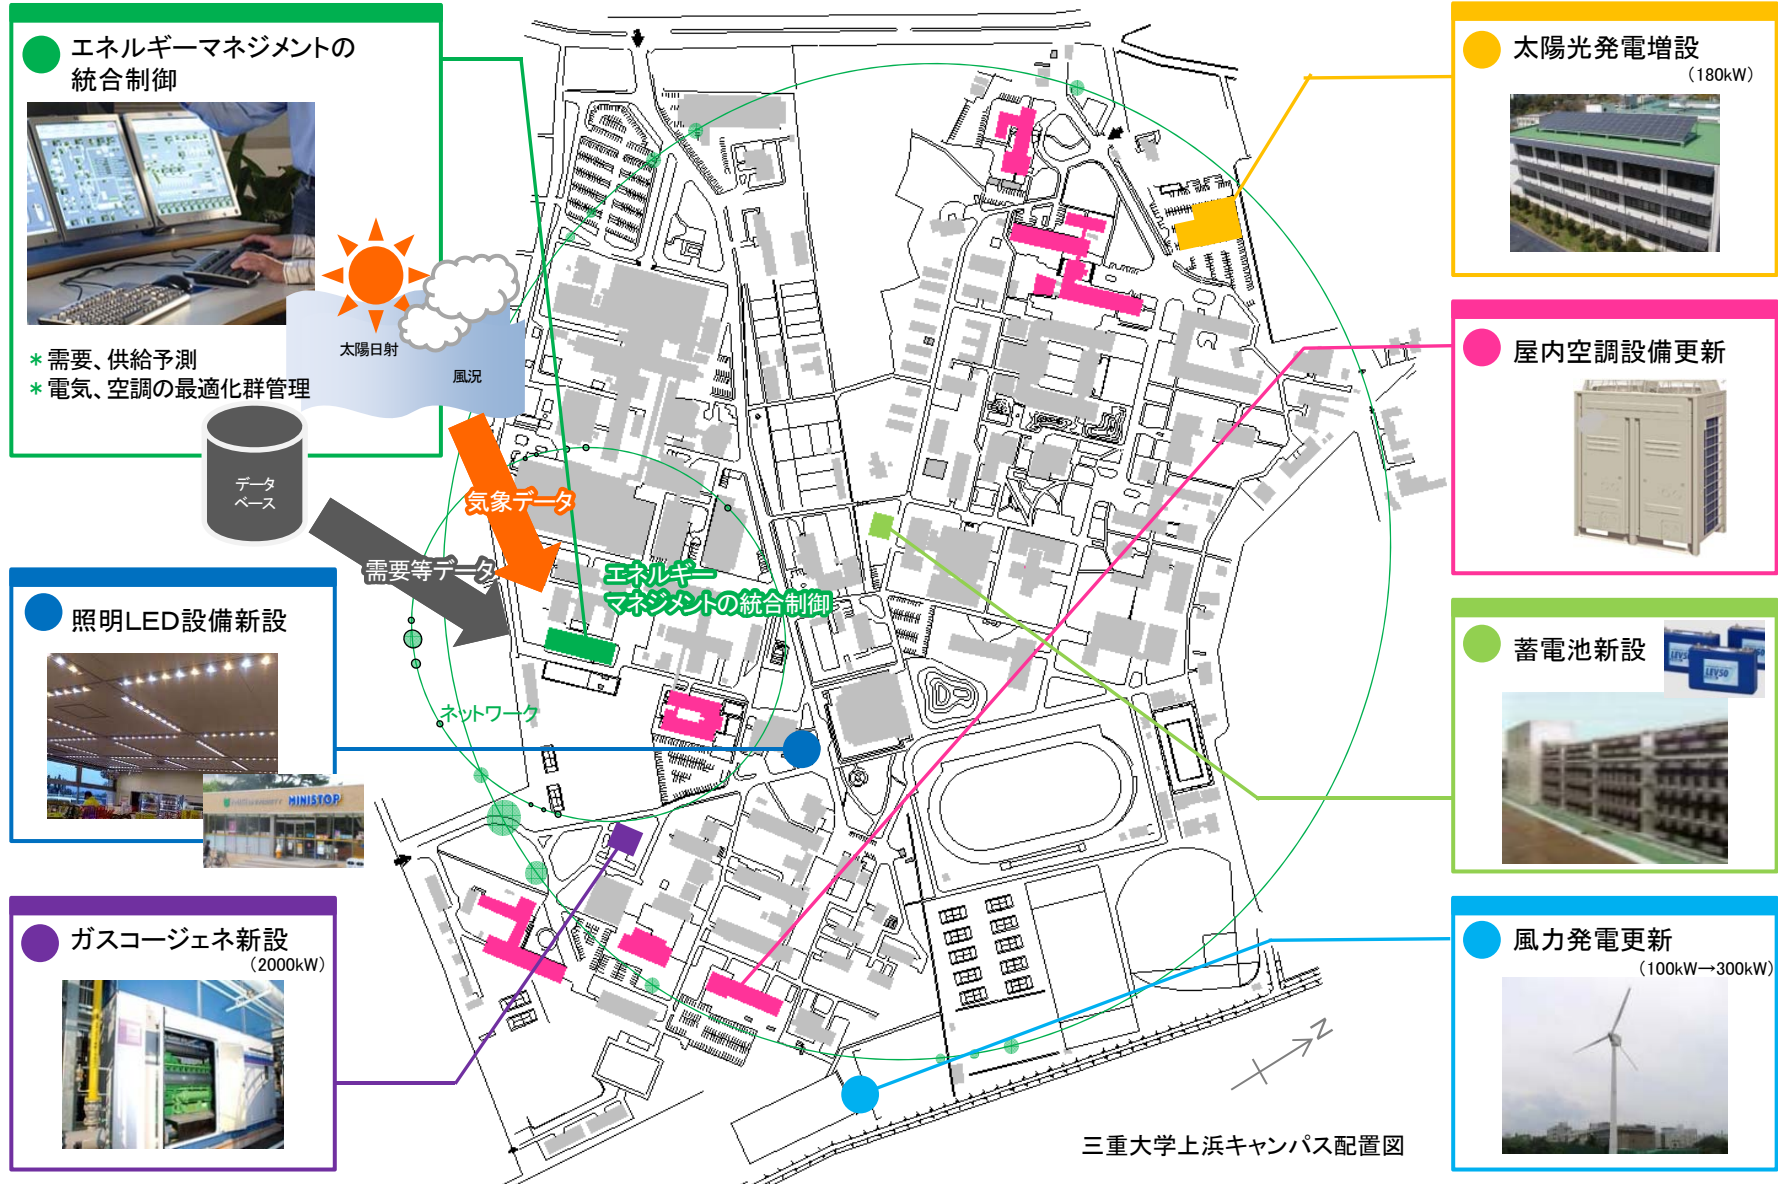 エネルギーマネジメントの
統合制御
太陽日射
風況
＊需要、供給予測
＊電気、空調の最適化群管理
データ
ベース
気象データ
需要等データ
エネルギー
マネジメントの統合制御
ネットワーク
照明LED設備新設
MINISTOP
ガスコージェネ新設
（2000kW）
太陽光発電増設
（180kW）
屋内空調設備更新
蓄電池新設
LEV50
風力発電更新
（100kW→300kW）
N
三重大学上浜キャンパス配置図